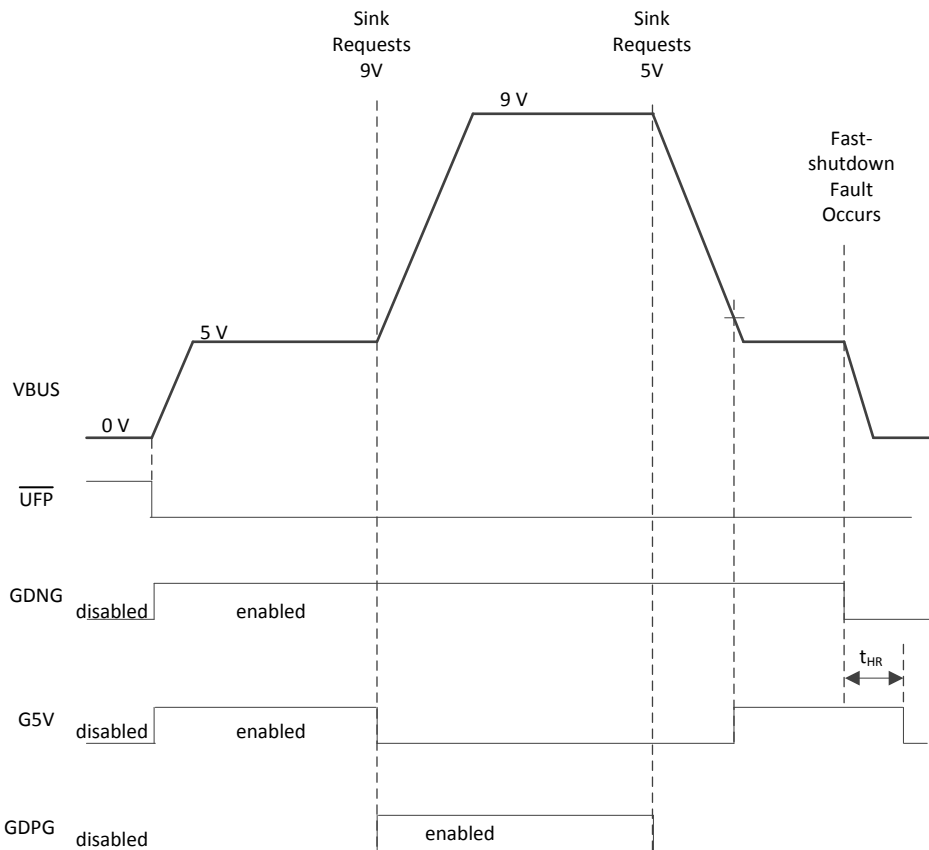 Sink
Requests
9V
Sink
Requests
5V
9 V
Fast-
shutdown
Fault
Occurs
5 V
VBUS
0 V
UFP
GDNG
disabled
enabled
tHR
G5V
disabled
enabled
GDPG
disabled
enabled